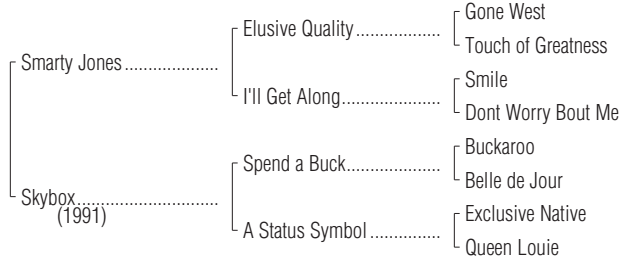 Gone West
Elusive Quality..................
Touch of Greatness
Smarty Jones....................
Smile
I'll Get Along.....................
Dont Worry Bout Me
Buckaroo
Spend a Buck....................
Belle de Jour
Skybox..............................
(1991)
Exclusive Native
A Status Symbol...............
Queen Louie